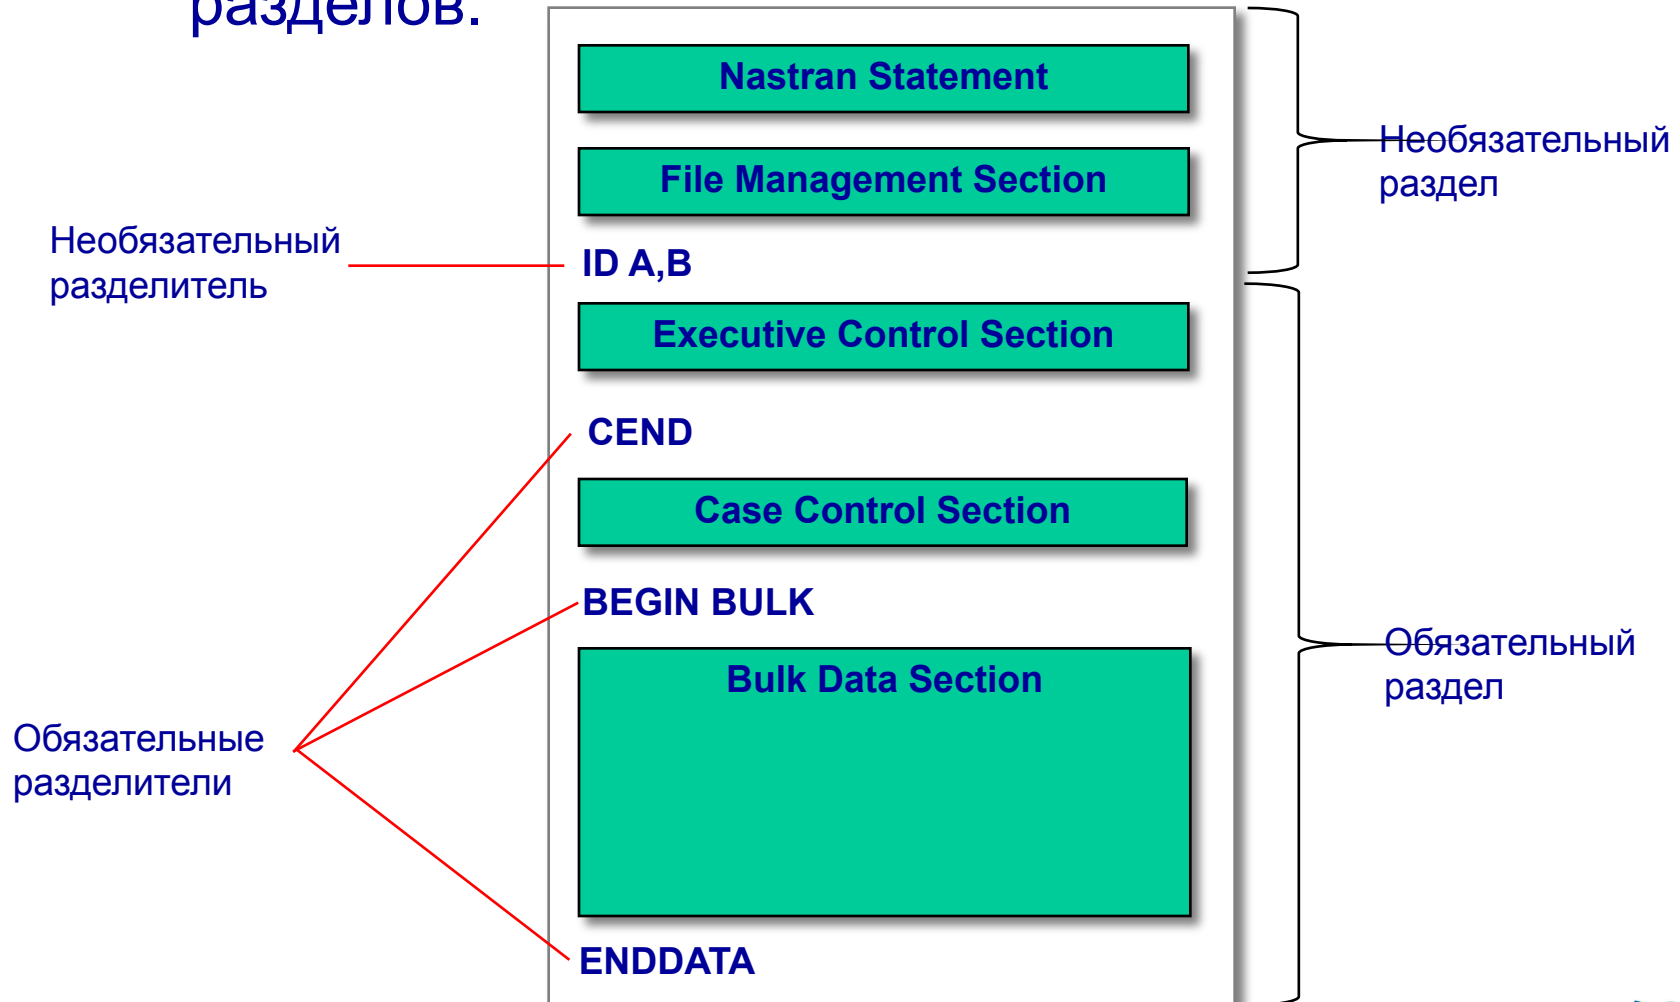 разделов.
Nastran Statement
Необязательный
раздел
File Management Section
Необязательный
разделитель
ID A,B
Executive Control Section
CEND
Case Control Section
BEGIN BULK
Обязательный
раздел
Bulk Data Section
Обязательные
разделители
ENDDATA